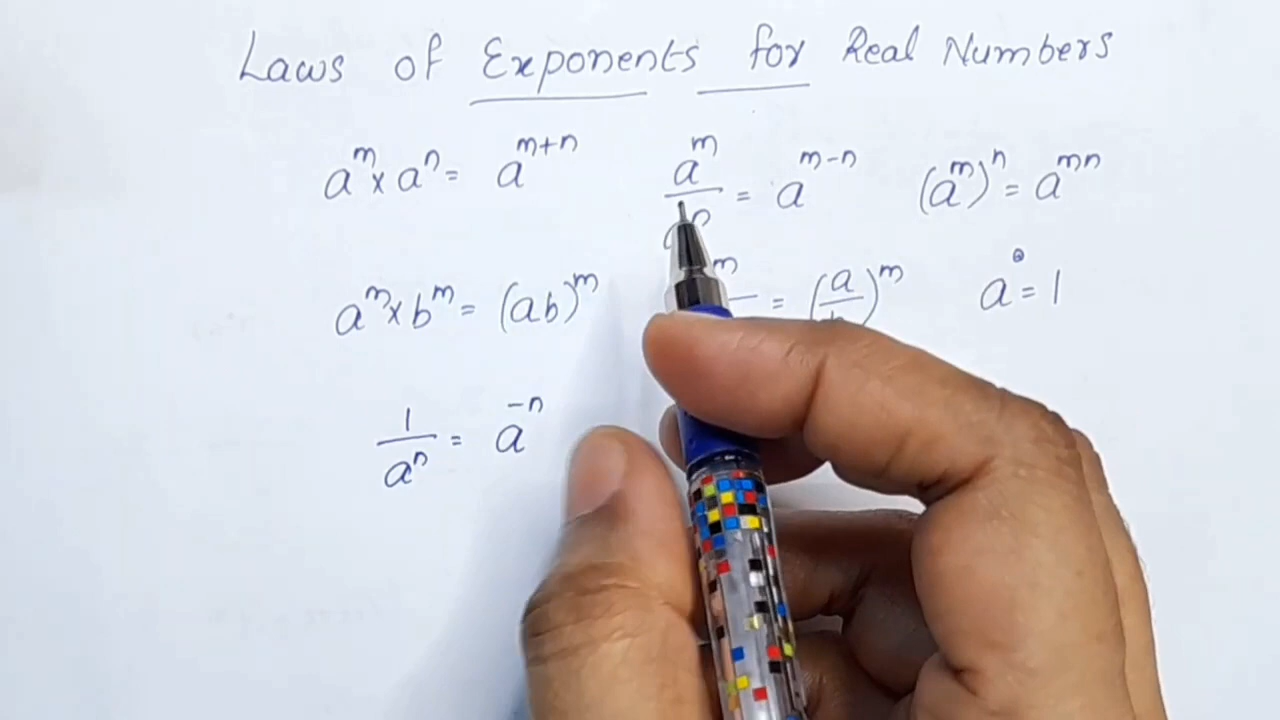 Laws of Exponents for Real Numbers
a^m × a^n = a^(m+n)    a^m / a^n = a^(m-n)    (a^m)^n = a^(mn)
a^m × b^m = (ab)^m    m = (a/b)^m    a^0 = 1
1 / a^n = a^(-n)